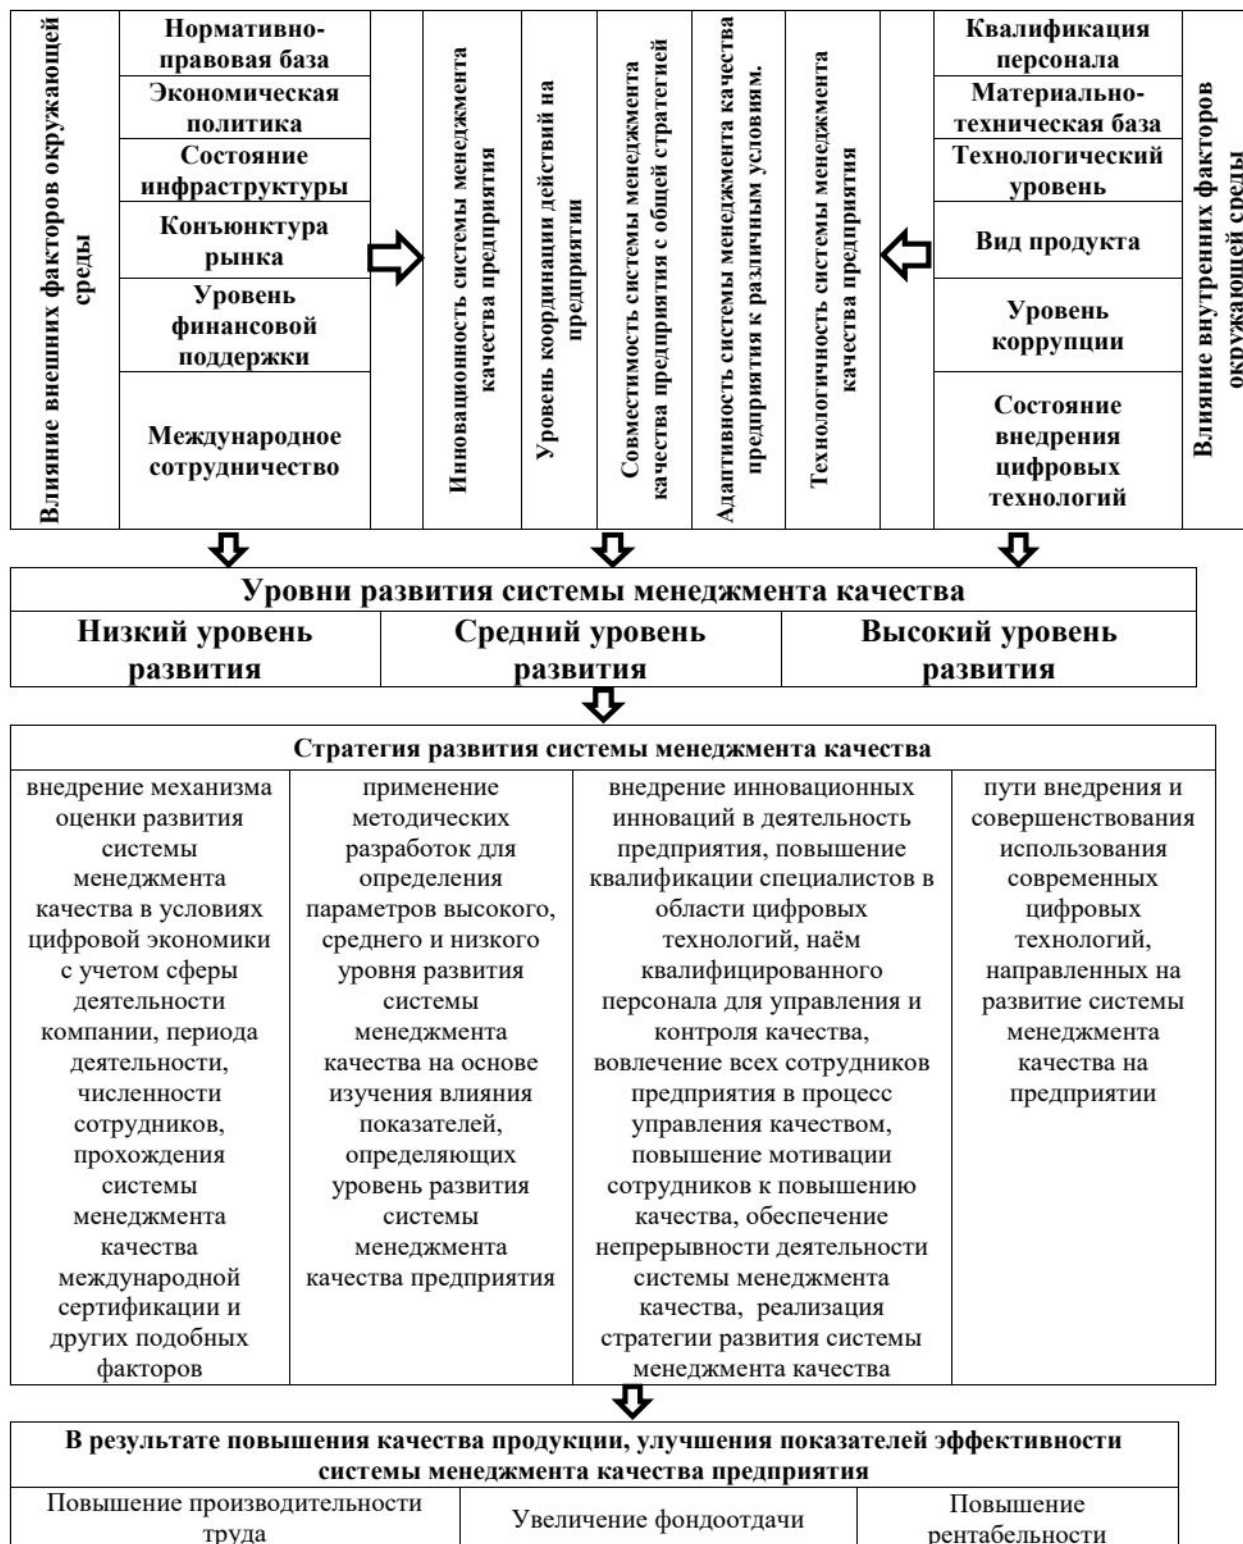 Влияние внешних факторов окружающей
среды
Нормативно-
правовая база
Экономическая
политика
Состояние
инфраструктуры
Конъюнктура
рынка
Уровень
финансовой
поддержки
Международное
сотрудничество
Инновационность системы менеджмента
качества предприятия
Уровень координации действий на
предприятии
Совместимость системы менеджмента
качества предприятия с общей стратегией
Адаптивность системы менеджмента качества
предприятия к различным условиям.
Технологичность системы менеджмента
качества предприятия
Квалификация
персонала
Материально-
техническая база
Технологический
уровень
Вид продукта
Уровень
коррупции
Состояние
внедрения
цифровых
технологий
Влияние внутренних факторов
окружающей среды
Уровни развития системы менеджмента качества
Низкий уровень
развития
Средний уровень
развития
Высокий уровень
развития
Стратегия развития системы менеджмента качества
внедрение механизма
оценки развития
системы
менеджмента
качества в условиях
цифровой экономики
с учетом сферы
деятельности
компании, периода
деятельности,
численности
сотрудников,
прохождения
системы
менеджмента
качества
международной
сертификации и
других подобных
факторов
применение
методических
разработок для
определения
параметров высокого,
среднего и низкого
уровня развития
системы
менеджмента
качества на основе
изучения влияния
показателей,
определяющих
уровень развития
системы
менеджмента
качества предприятия
внедрение инновационных
инноваций в деятельность
предприятия, повышение
квалификации специалистов в
области цифровых
технологий, наём
квалифицированного
персонала для управления и
контроля качества,
вовлечение всех сотрудников
предприятия в процесс
управления качеством,
повышение мотивации
сотрудников к повышению
качества, обеспечение
непрерывности деятельности
системы менеджмента
качества, реализация
стратегии развития системы
менеджмента качества
пути внедрения и
совершенствования
использования
современных
цифровых
технологий,
направленных на
развитие системы
менеджмента
качества на
предприятии
В результате повышения качества продукции, улучшения показателей эффективности
системы менеджмента качества предприятия
Повышение производительности
труда
Увеличение фондоотдачи
Повышение
рентабельности